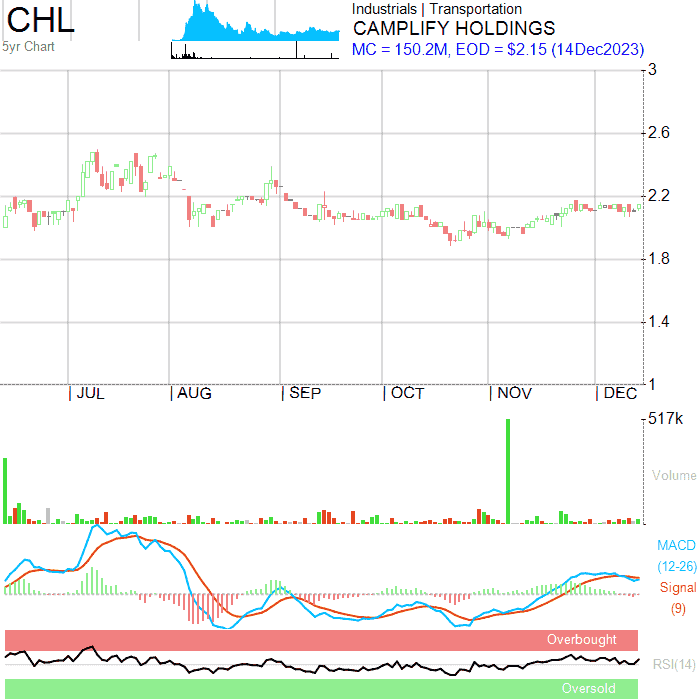 CHL
5yr Chart
Industrials | Transportation
CAMPLIFY HOLDINGS
MC = 150.2M, EOD = $2.15 (14Dec2023)
3
2.6
2.2
1.8
1.4
1
JUL AUG SEP OCT NOV DEC
517k
Volume
MACD
(12-26)
Signal
(9)
Overbought
RSI(14)
Oversold